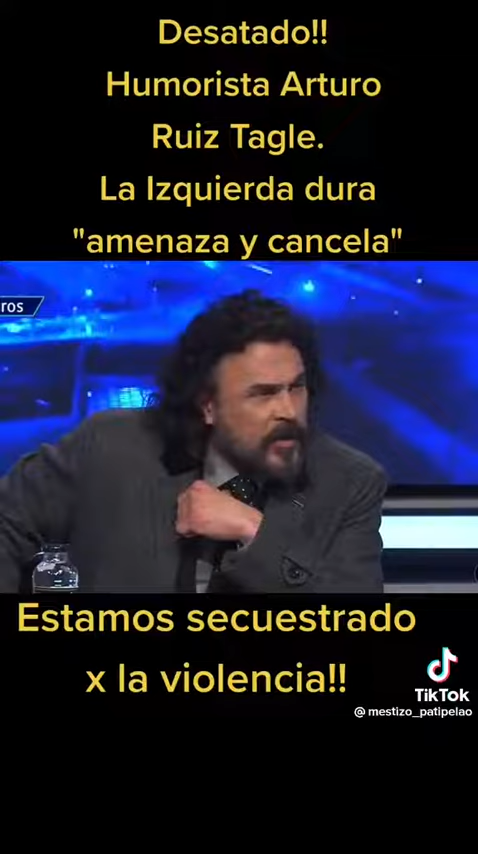 Desatado!!
Humorista Arturo
Ruiz Tagle.
La Izquierda dura
"amenaza y cancela"
ros
Estamos secuestrado
x la violencia!!
TikTok
@ mestizo_patipelao